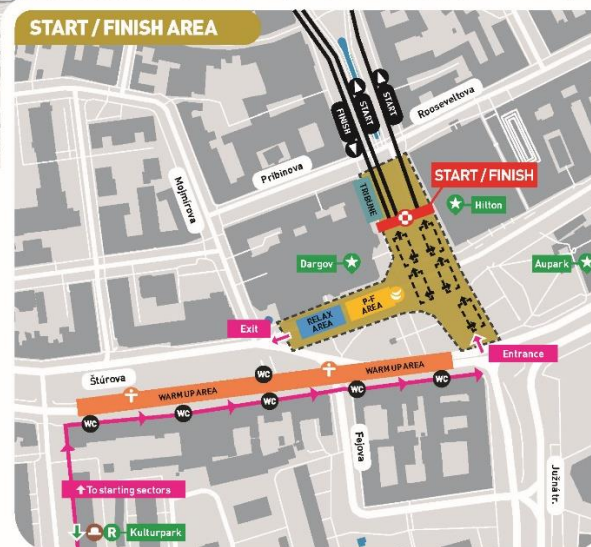 START / FINISH AREA
FINISH
START
START
Rooseveltova
Pribinova
Mojmírova
TRIBUNE
START / FINISH
Hilton
Dargov
Aupark
P-F
AREA
RELAX
AREA
Exit
Entrance
WARM UP AREA
WARM UP AREA
Štúrova
WC
WC
WC
WC
WC
WC
Fejova
Južná tr.
To starting sectors
R
Kulturpark